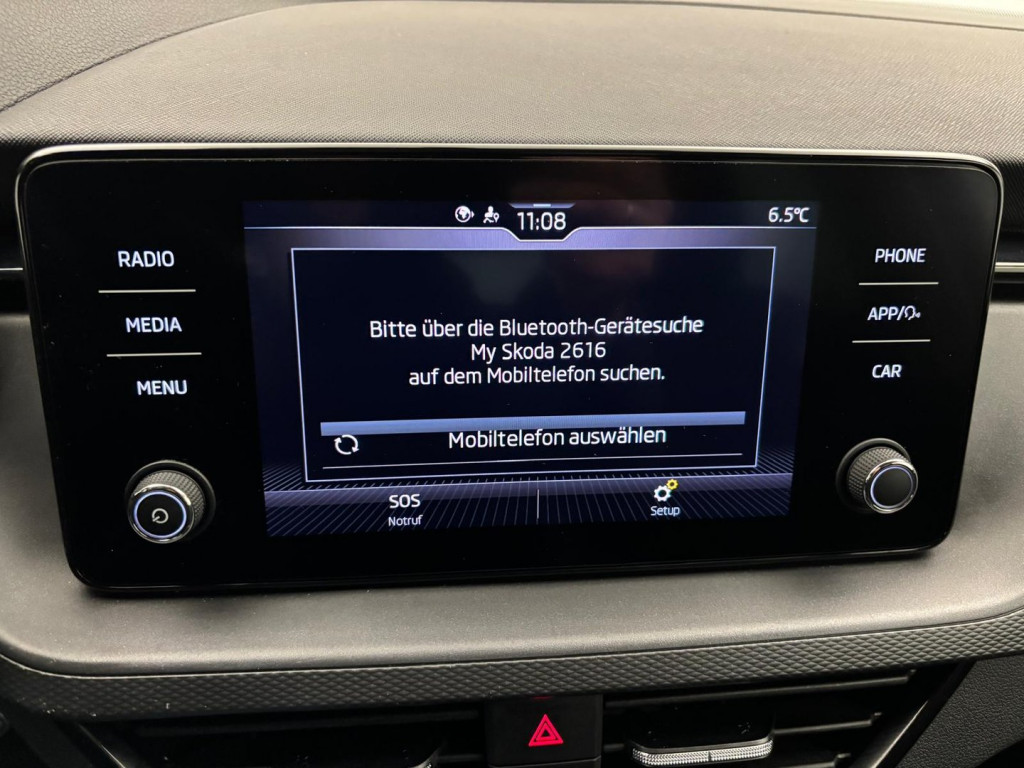 11:08
6.5°C
RADIO
MEDIA
MENU
Bitte über die Bluetooth-Gerätesuche
My Skoda 2616
auf dem Mobiltelefon suchen.
Mobiltelefon auswählen
SOS
Notruf
Setup
PHONE
APP/
CAR